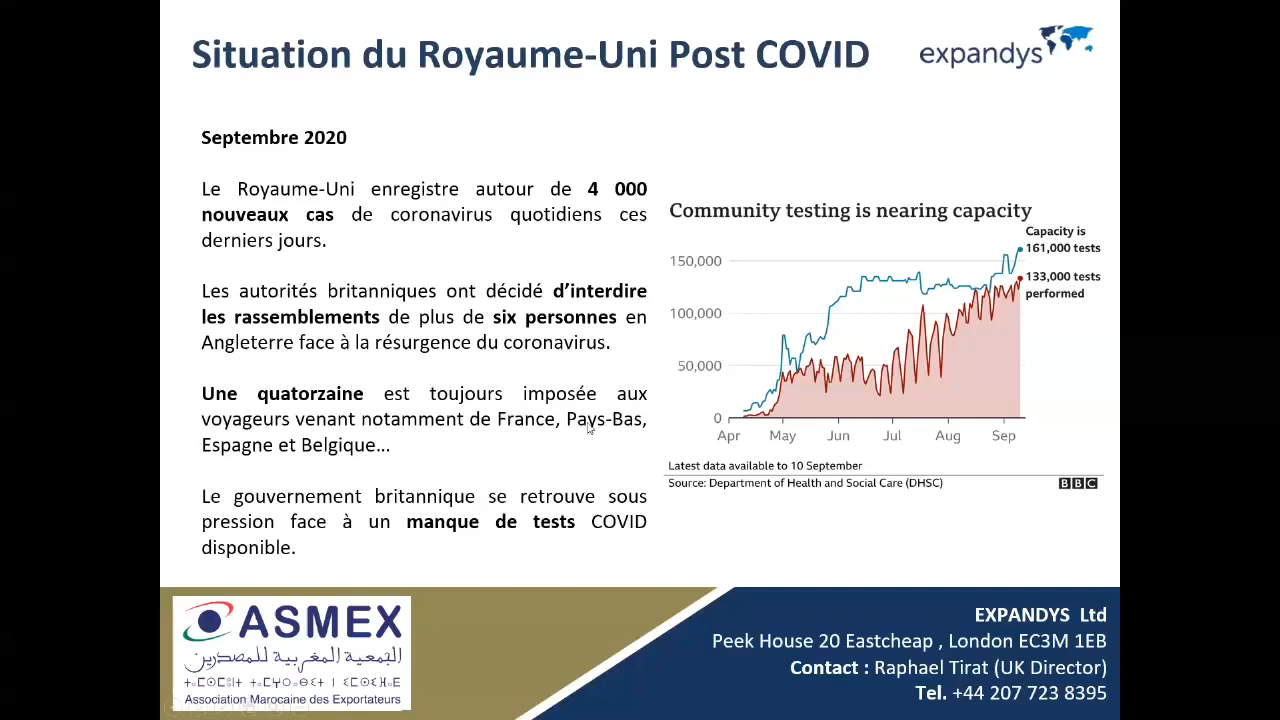 Situation du Royaume-Uni Post COVID
expandys
Septembre 2020
Le Royaume-Uni enregistre autour de 4 000
nouveaux cas de coronavirus quotidiens ces
derniers jours.
Les autorités britanniques ont décidé d’interdire
les rassemblements de plus de six personnes en
Angleterre face à la résurgence du coronavirus.
Une quatorzaine est toujours imposée aux
voyageurs venant notamment de France, Pays-Bas,
Espagne et Belgique...
Le gouvernement britannique se retrouve sous
pression face à un manque de tests COVID
disponible.
Community testing is nearing capacity
Capacity is
161,000 tests
133,000 tests
performed
150,000
100,000
50,000
0
Apr May Jun Jul Aug Sep
Latest data available to 10 September
Source: Department of Health and Social Care (DHSC)
BBC
ASMEX
الجمعية المغربية للمصدرين
ⵜⴰⵎⵙⵎⵓⵏⵜ ⵜⴰⵎⵖⵔⴰⴱⵉⵜ ⵏ ⵉⵎⵙⵙⵉⴼⴹⵏ
Association Marocaine des Exportateurs
EXPANDYS Ltd
Peek House 20 Eastcheap , London EC3M 1EB
Contact : Raphael Tirat (UK Director)
Tel. +44 207 723 8395